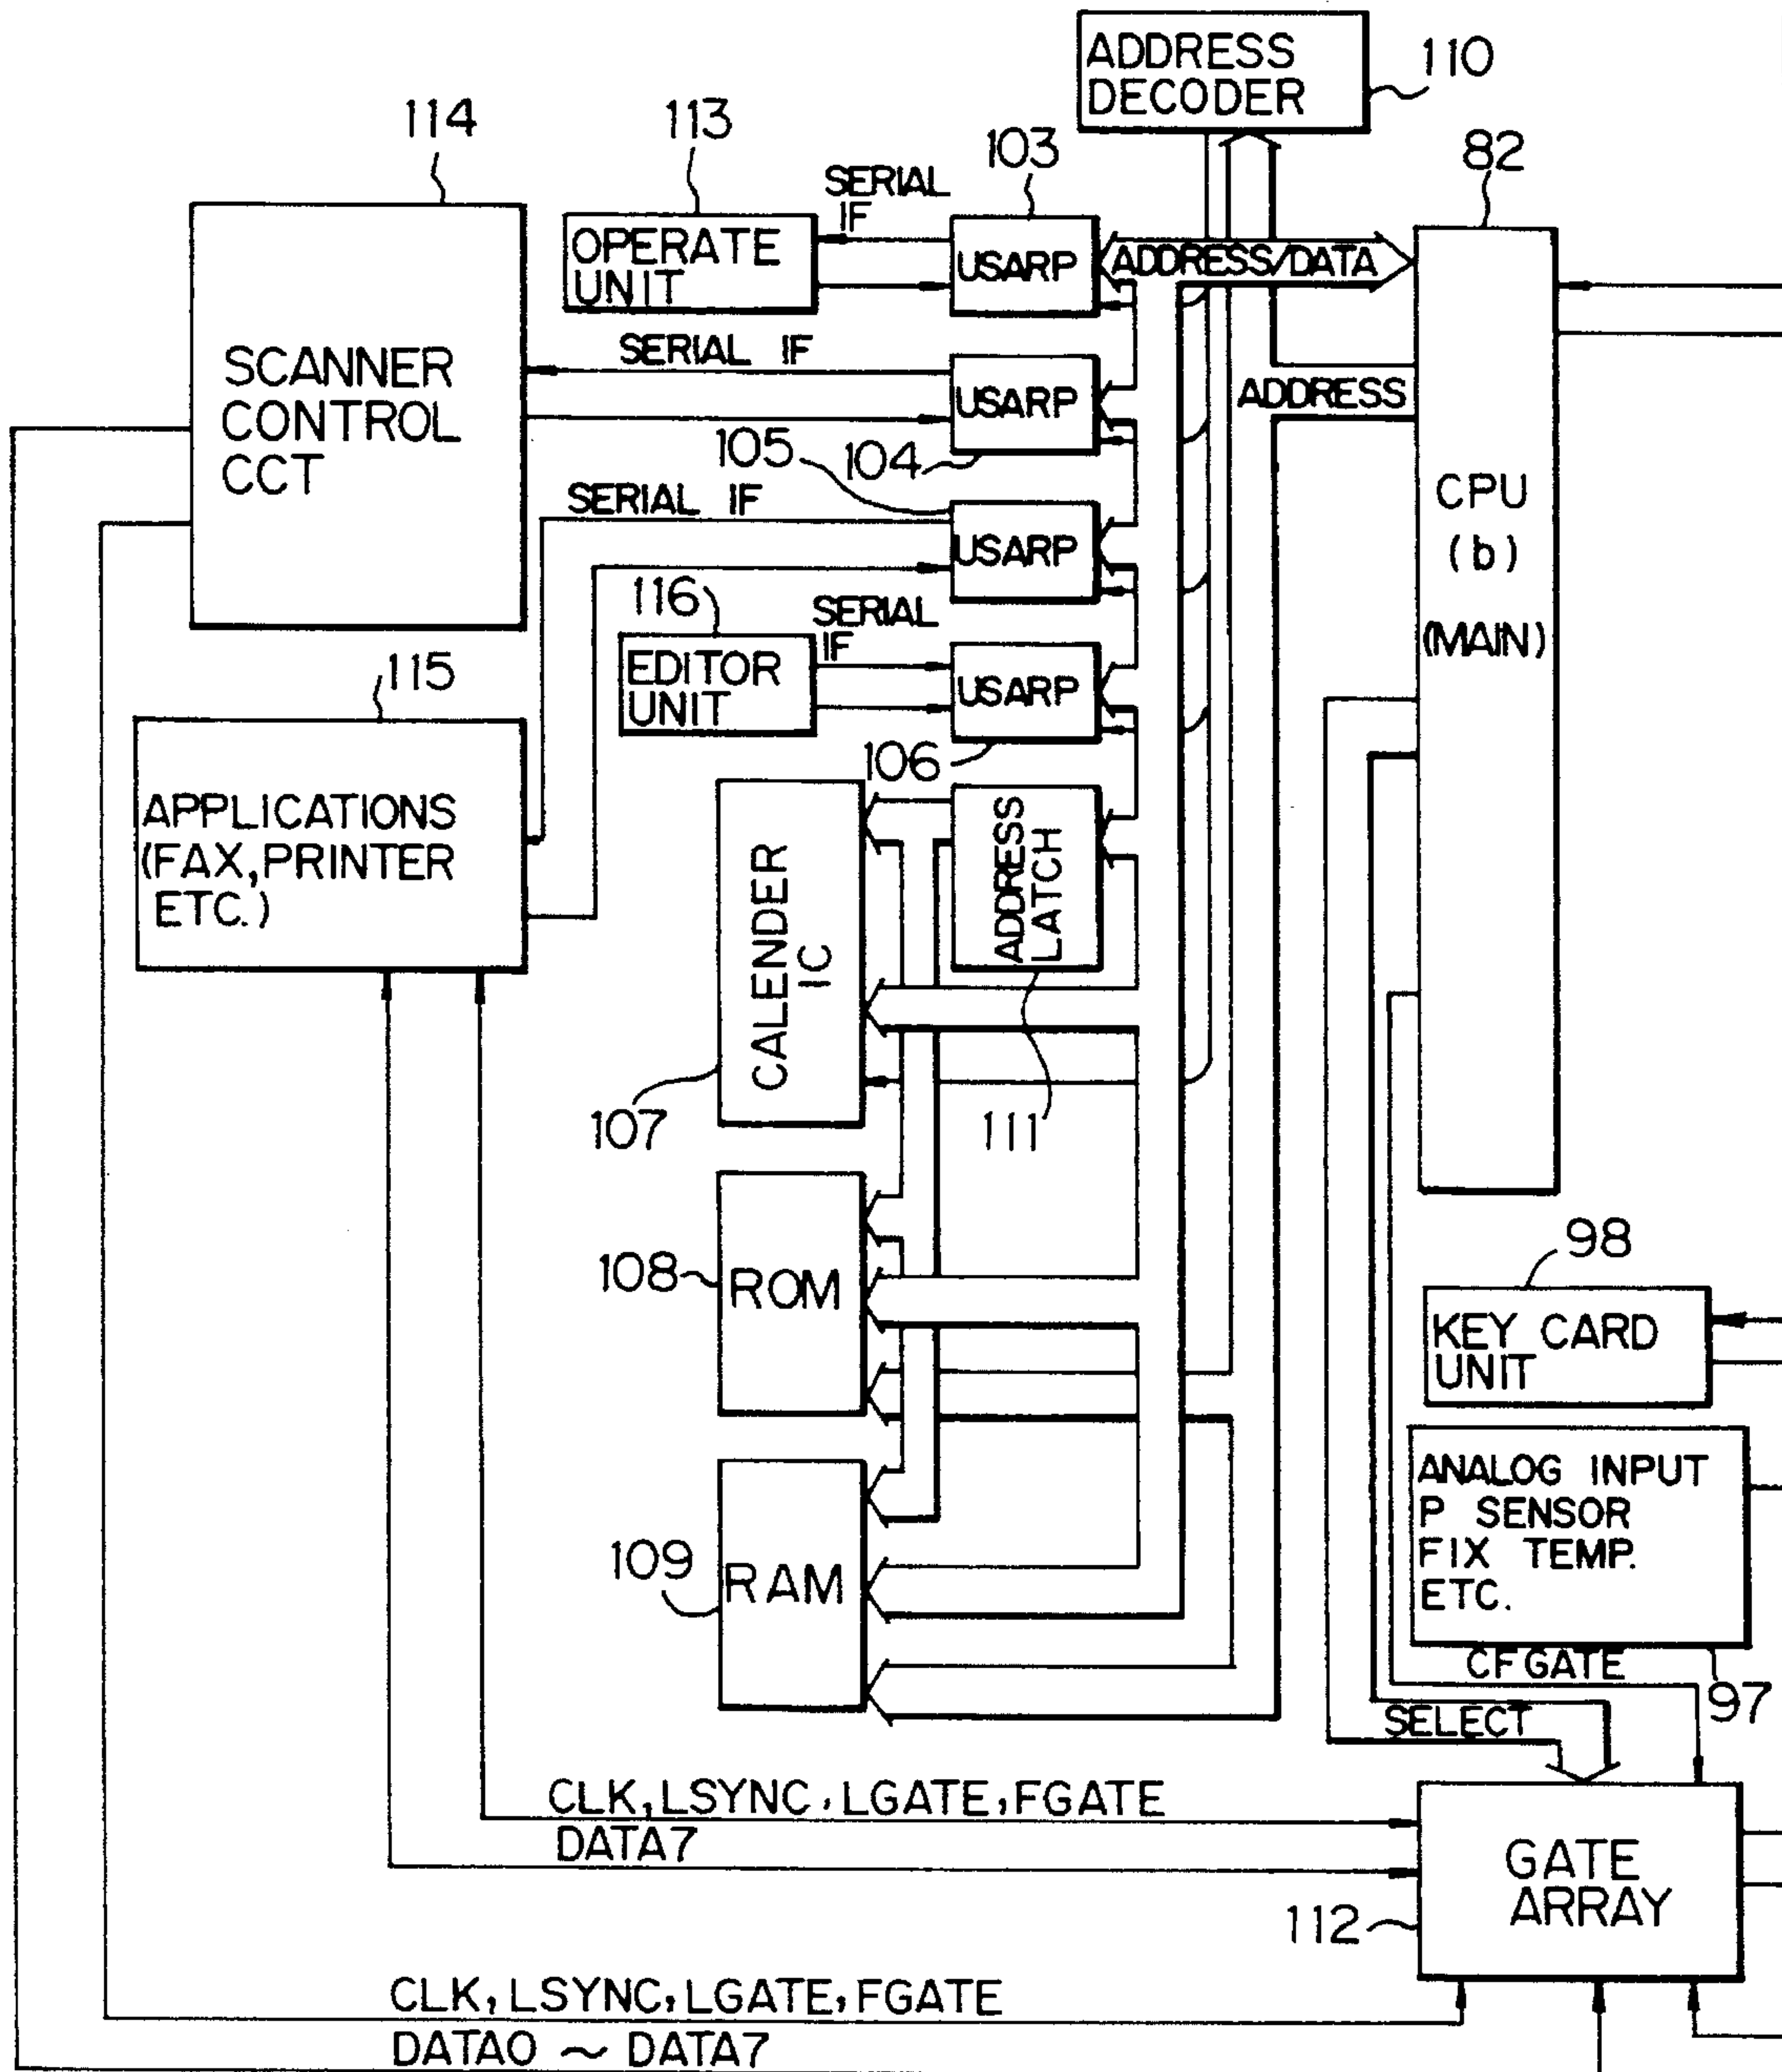 ADDRESS
DECODER
110
114
113
103
82
SERIAL
IF
OPERATE
UNIT
USARP
ADDRESS/DATA
SCANNER
CONTROL
CCT
SERIAL IF
USARP
ADDRESS
105
104
SERIAL IF
USARP
CPU
(b)
(MAIN)
116
SERIAL
IF
EDITOR
UNIT
USARP
115
106
APPLICATIONS
(FAX, PRINTER
ETC.)
CALENDER
IC
ADDRESS
LATCH
107
111
108
ROM
98
KEY CARD
UNIT
109
RAM
ANALOG INPUT
P SENSOR
FIX TEMP.
ETC.
CFGATE
97
SELECT
CLK, LSYNC, LGATE, FGATE
DATA7
GATE
ARRAY
112
CLK, LSYNC, LGATE, FGATE
DATA0 ~ DATA7